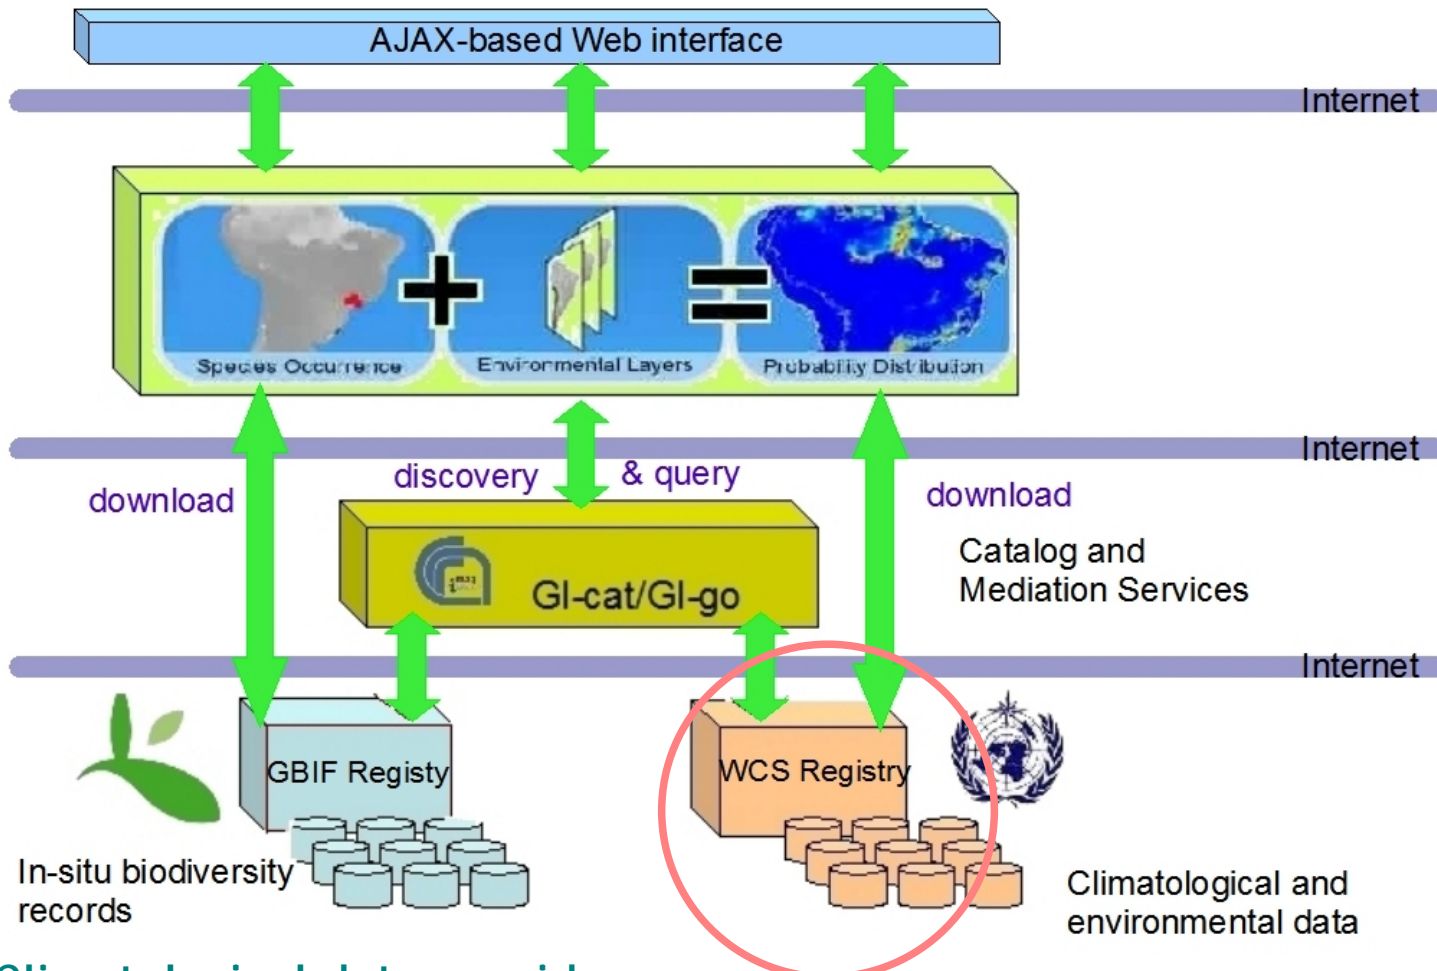 AJAX-based Web interface
Internet
Species Occurrence
Environmental Layers
Probability Distribution
Internet
discovery & query
download
download
Catalog and
Mediation Services
GI-cat/GI-go
Internet
GBIF Registy
WCS Registry
In-situ biodiversity
records
Climatological and
environmental data